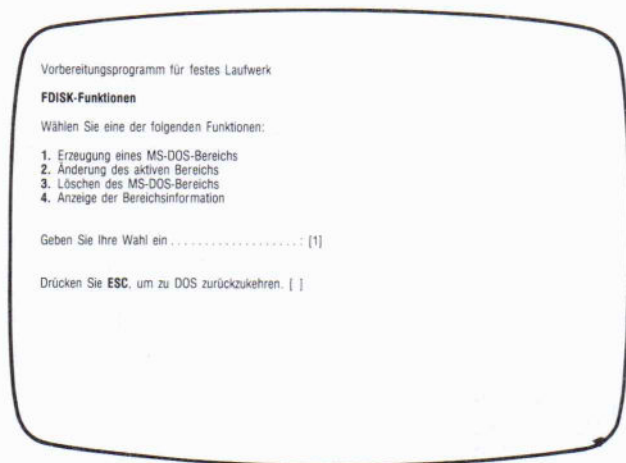 Vorbereitungsprogramm für festes Laufwerk
FDISK-Funktionen
Wählen Sie eine der folgenden Funktionen:
1. Erzeugung eines MS-DOS-Bereichs
2. Änderung des aktiven Bereichs
3. Löschen des MS-DOS-Bereichs
4. Anzeige der Bereichsinformation
Geben Sie Ihre Wahl ein . . . . . . . . . . . . . . . . . . . : [1]
Drücken Sie ESC, um zu DOS zurückzukehren. [ ]